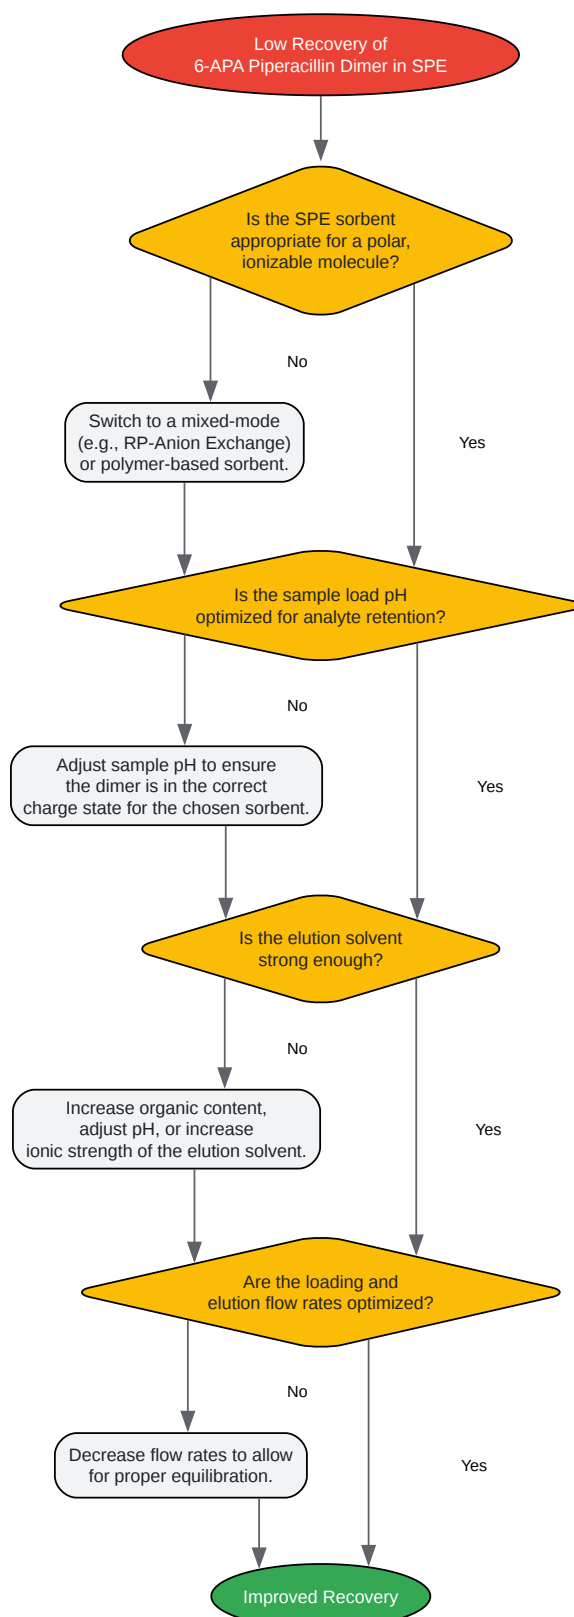 Low Recovery of
6-APA Piperacillin Dimer in SPE
Is the SPE sorbent
appropriate for a polar,
ionizable molecule?
No
Switch to a mixed-mode
(e.g., RP-Anion Exchange)
or polymer-based sorbent.
Yes
Is the sample load pH
optimized for analyte retention?
No
Adjust sample pH to ensure
the dimer is in the correct
charge state for the chosen sorbent.
Yes
Is the elution solvent
strong enough?
No
Increase organic content,
adjust pH, or increase
ionic strength of the elution solvent.
Yes
Are the loading and
elution flow rates optimized?
No
Decrease flow rates to allow
for proper equilibration.
Yes
Improved Recovery